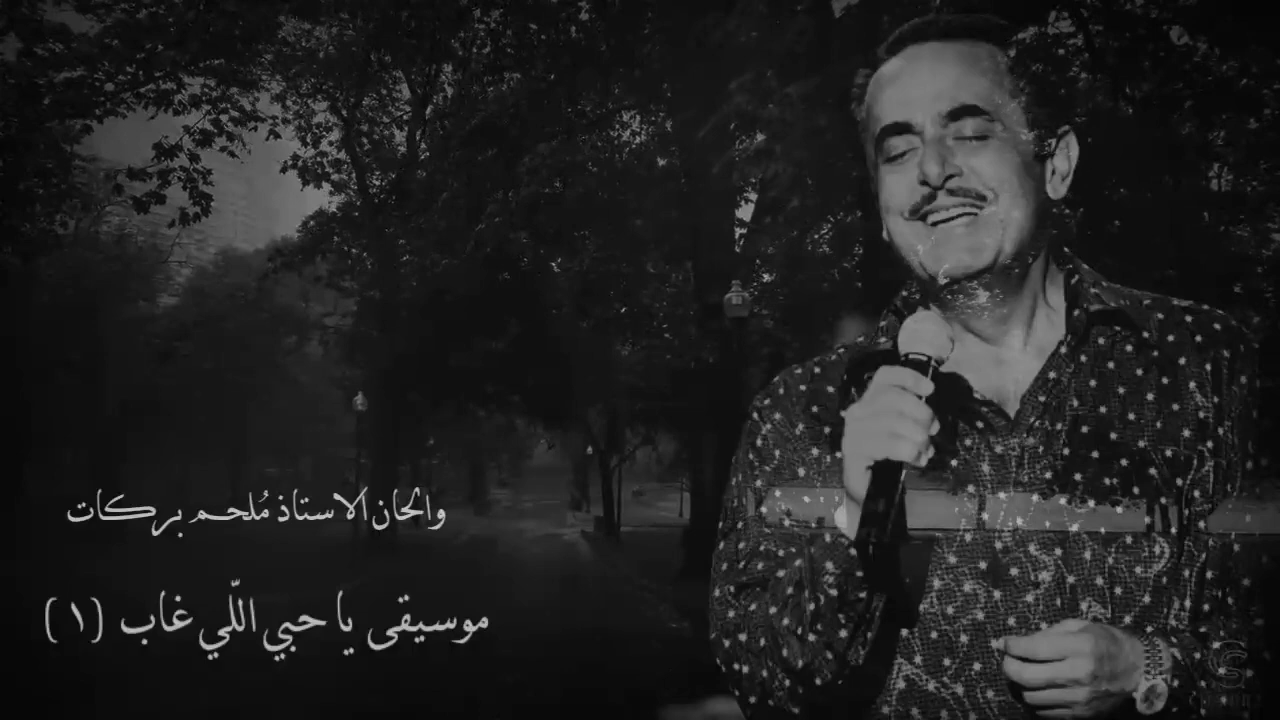 والحان الاستاذ مُلحم بركات
موسيقى يا حبي اللّي غاب (١)